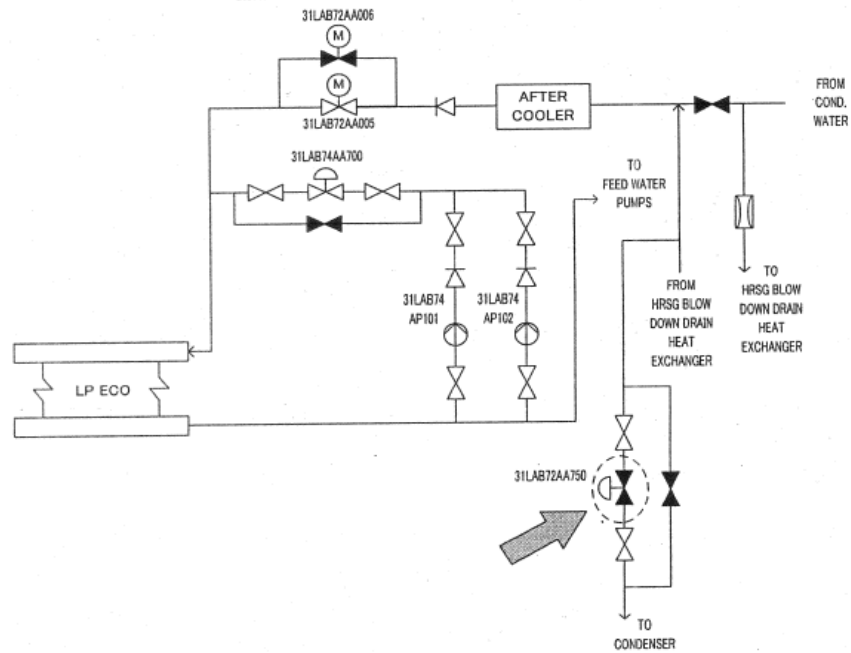 31LAB72AA006
M
M
31LAB72AA005
AFTER
COOLER
FROM
COND.
WATER
31LAB74AA700
TO
FEED WATER
PUMPS
31LAB74
AP101
31LAB74
AP102
FROM
HRSG BLOW
DOWN DRAIN
HEAT
EXCHANGER
TO
HRSG BLOW
DOWN DRAIN
HEAT
EXCHANGER
LP ECO
31LAB72AA750
TO
CONDENSER